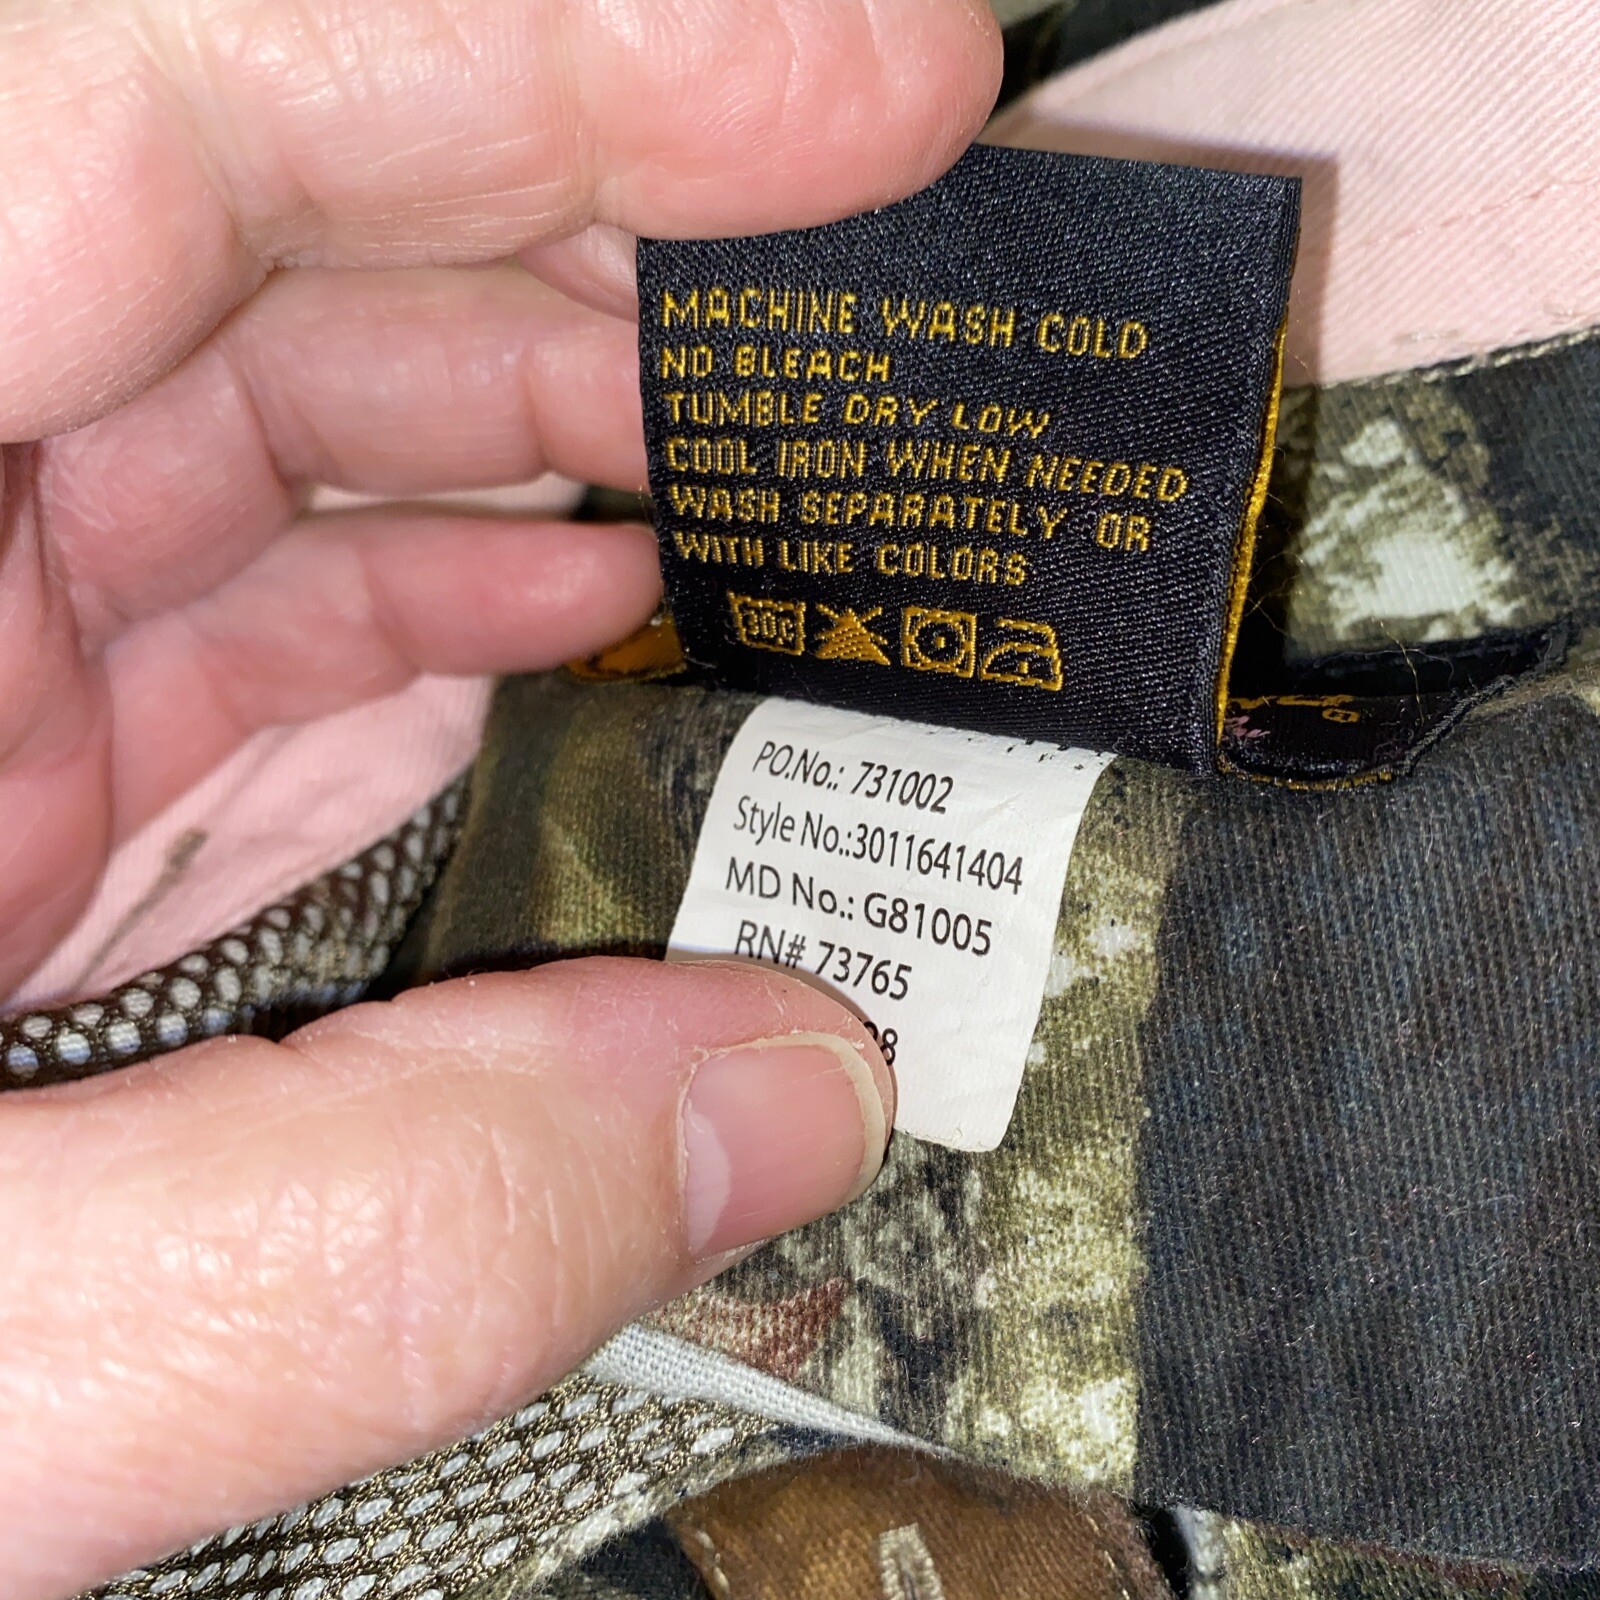 MACHINE WASH COLD
NO BLEACH
TUMBLE DRY LOW
COOL IRON WHEN NEEDED
WASH SEPARATELY OR
WITH LIKE COLORS
30C
PO.No.: 731002
Style No.:3011641404
MD No.: G81005
RN# 73765